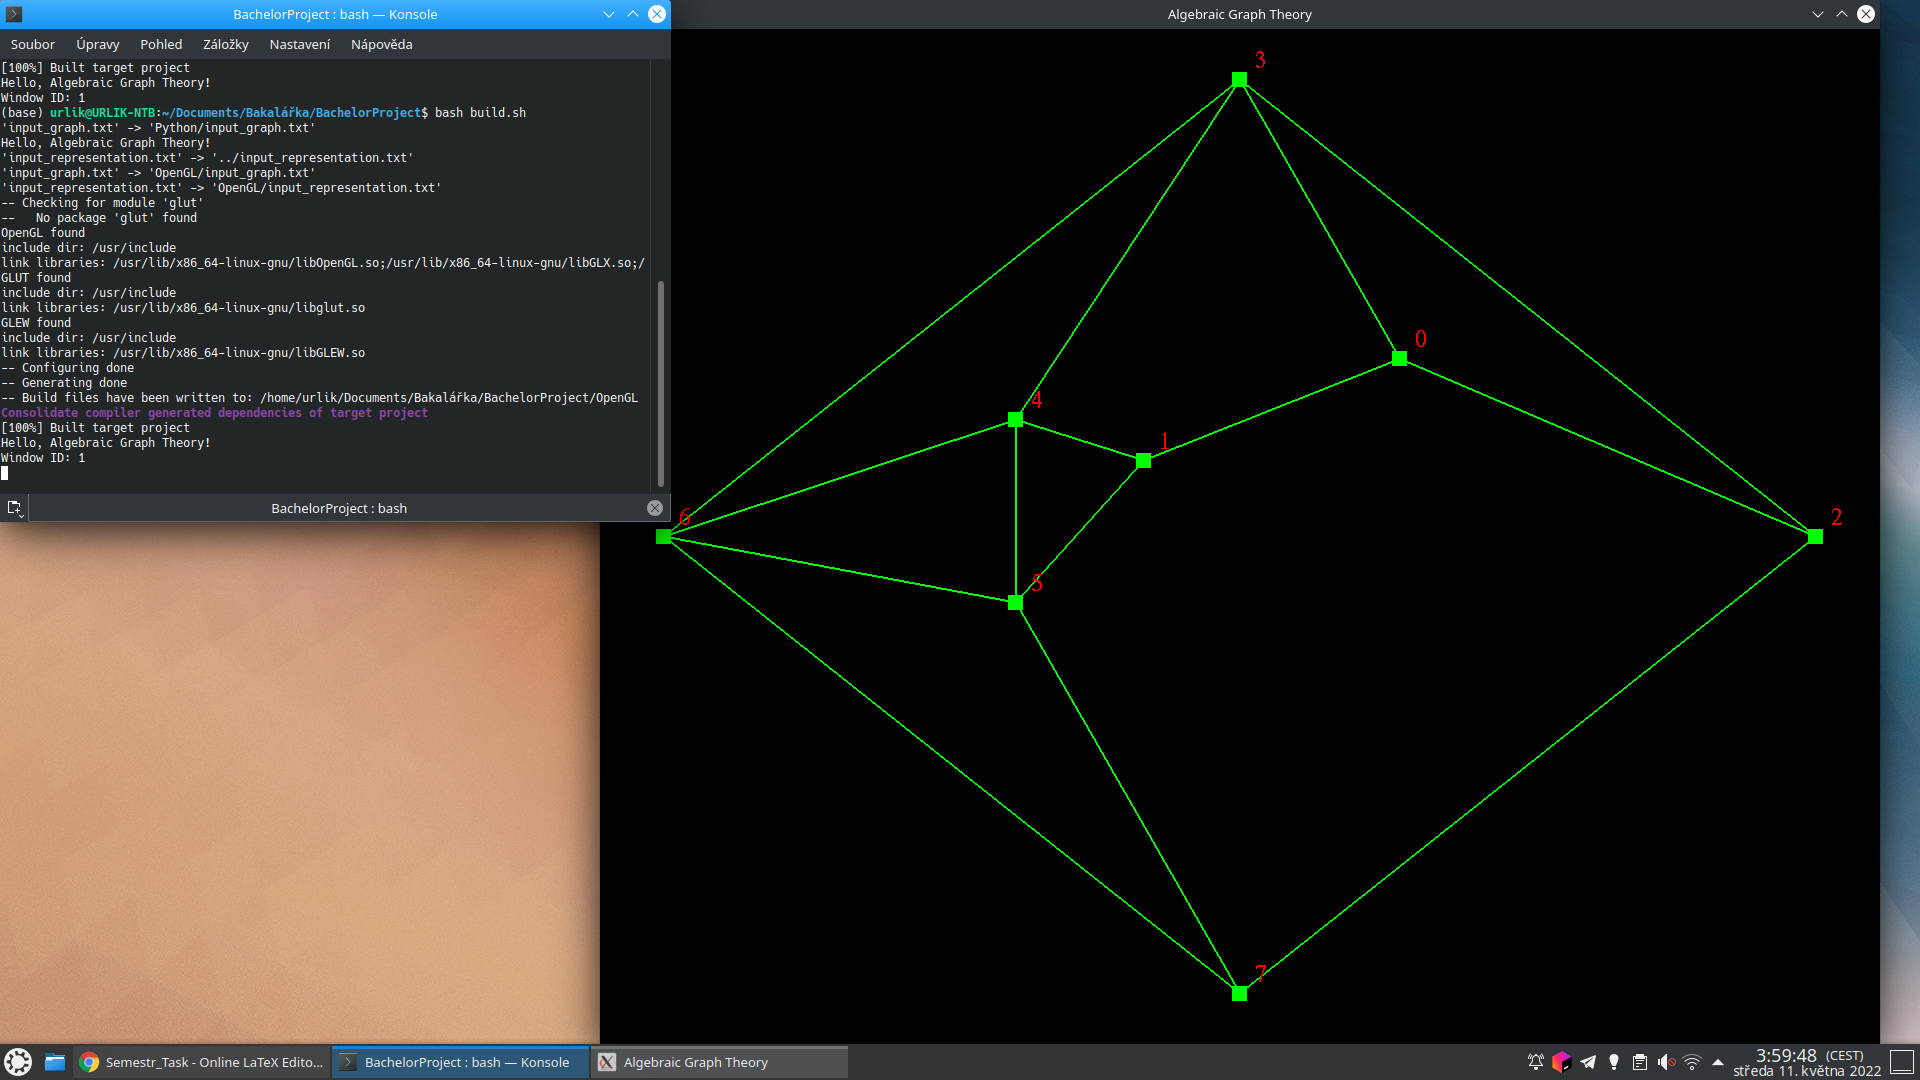 BachelorProject : bash — Konsole
Soubor Úpravy Pohled Záložky Nastavení Nápověda
[100%] Built target project
Hello, Algebraic Graph Theory!
Window ID: 1
(base) urlik@URLIK-NTB:~/Documents/Bakalářka/BachelorProject$ bash build.sh
'input_graph.txt' -> 'Python/input_graph.txt'
Hello, Algebraic Graph Theory!
'input_representation.txt' -> '../input_representation.txt'
'input_graph.txt' -> 'OpenGL/input_graph.txt'
'input_representation.txt' -> 'OpenGL/input_representation.txt'
-- Checking for module 'glut'
--   No package 'glut' found
OpenGL found
include dir: /usr/include
link libraries: /usr/lib/x86_64-linux-gnu/libOpenGL.so;/usr/lib/x86_64-linux-gnu/libGLX.so;/
GLUT found
include dir: /usr/include
link libraries: /usr/lib/x86_64-linux-gnu/libglut.so
GLEW found
include dir: /usr/include
link libraries: /usr/lib/x86_64-linux-gnu/libGLEW.so
-- Configuring done
-- Generating done
-- Build files have been written to: /home/urlik/Documents/Bakalářka/BachelorProject/OpenGL
Consolidate compiler generated dependencies of target project
[100%] Built target project
Hello, Algebraic Graph Theory!
Window ID: 1
BachelorProject : bash
Algebraic Graph Theory
3
0
4
1
6
2
5
7
Semestr_Task - Online LaTeX Edito...
BachelorProject : bash — Konsole
Algebraic Graph Theory
3:59:48 (CEST)
středa 11. května 2022